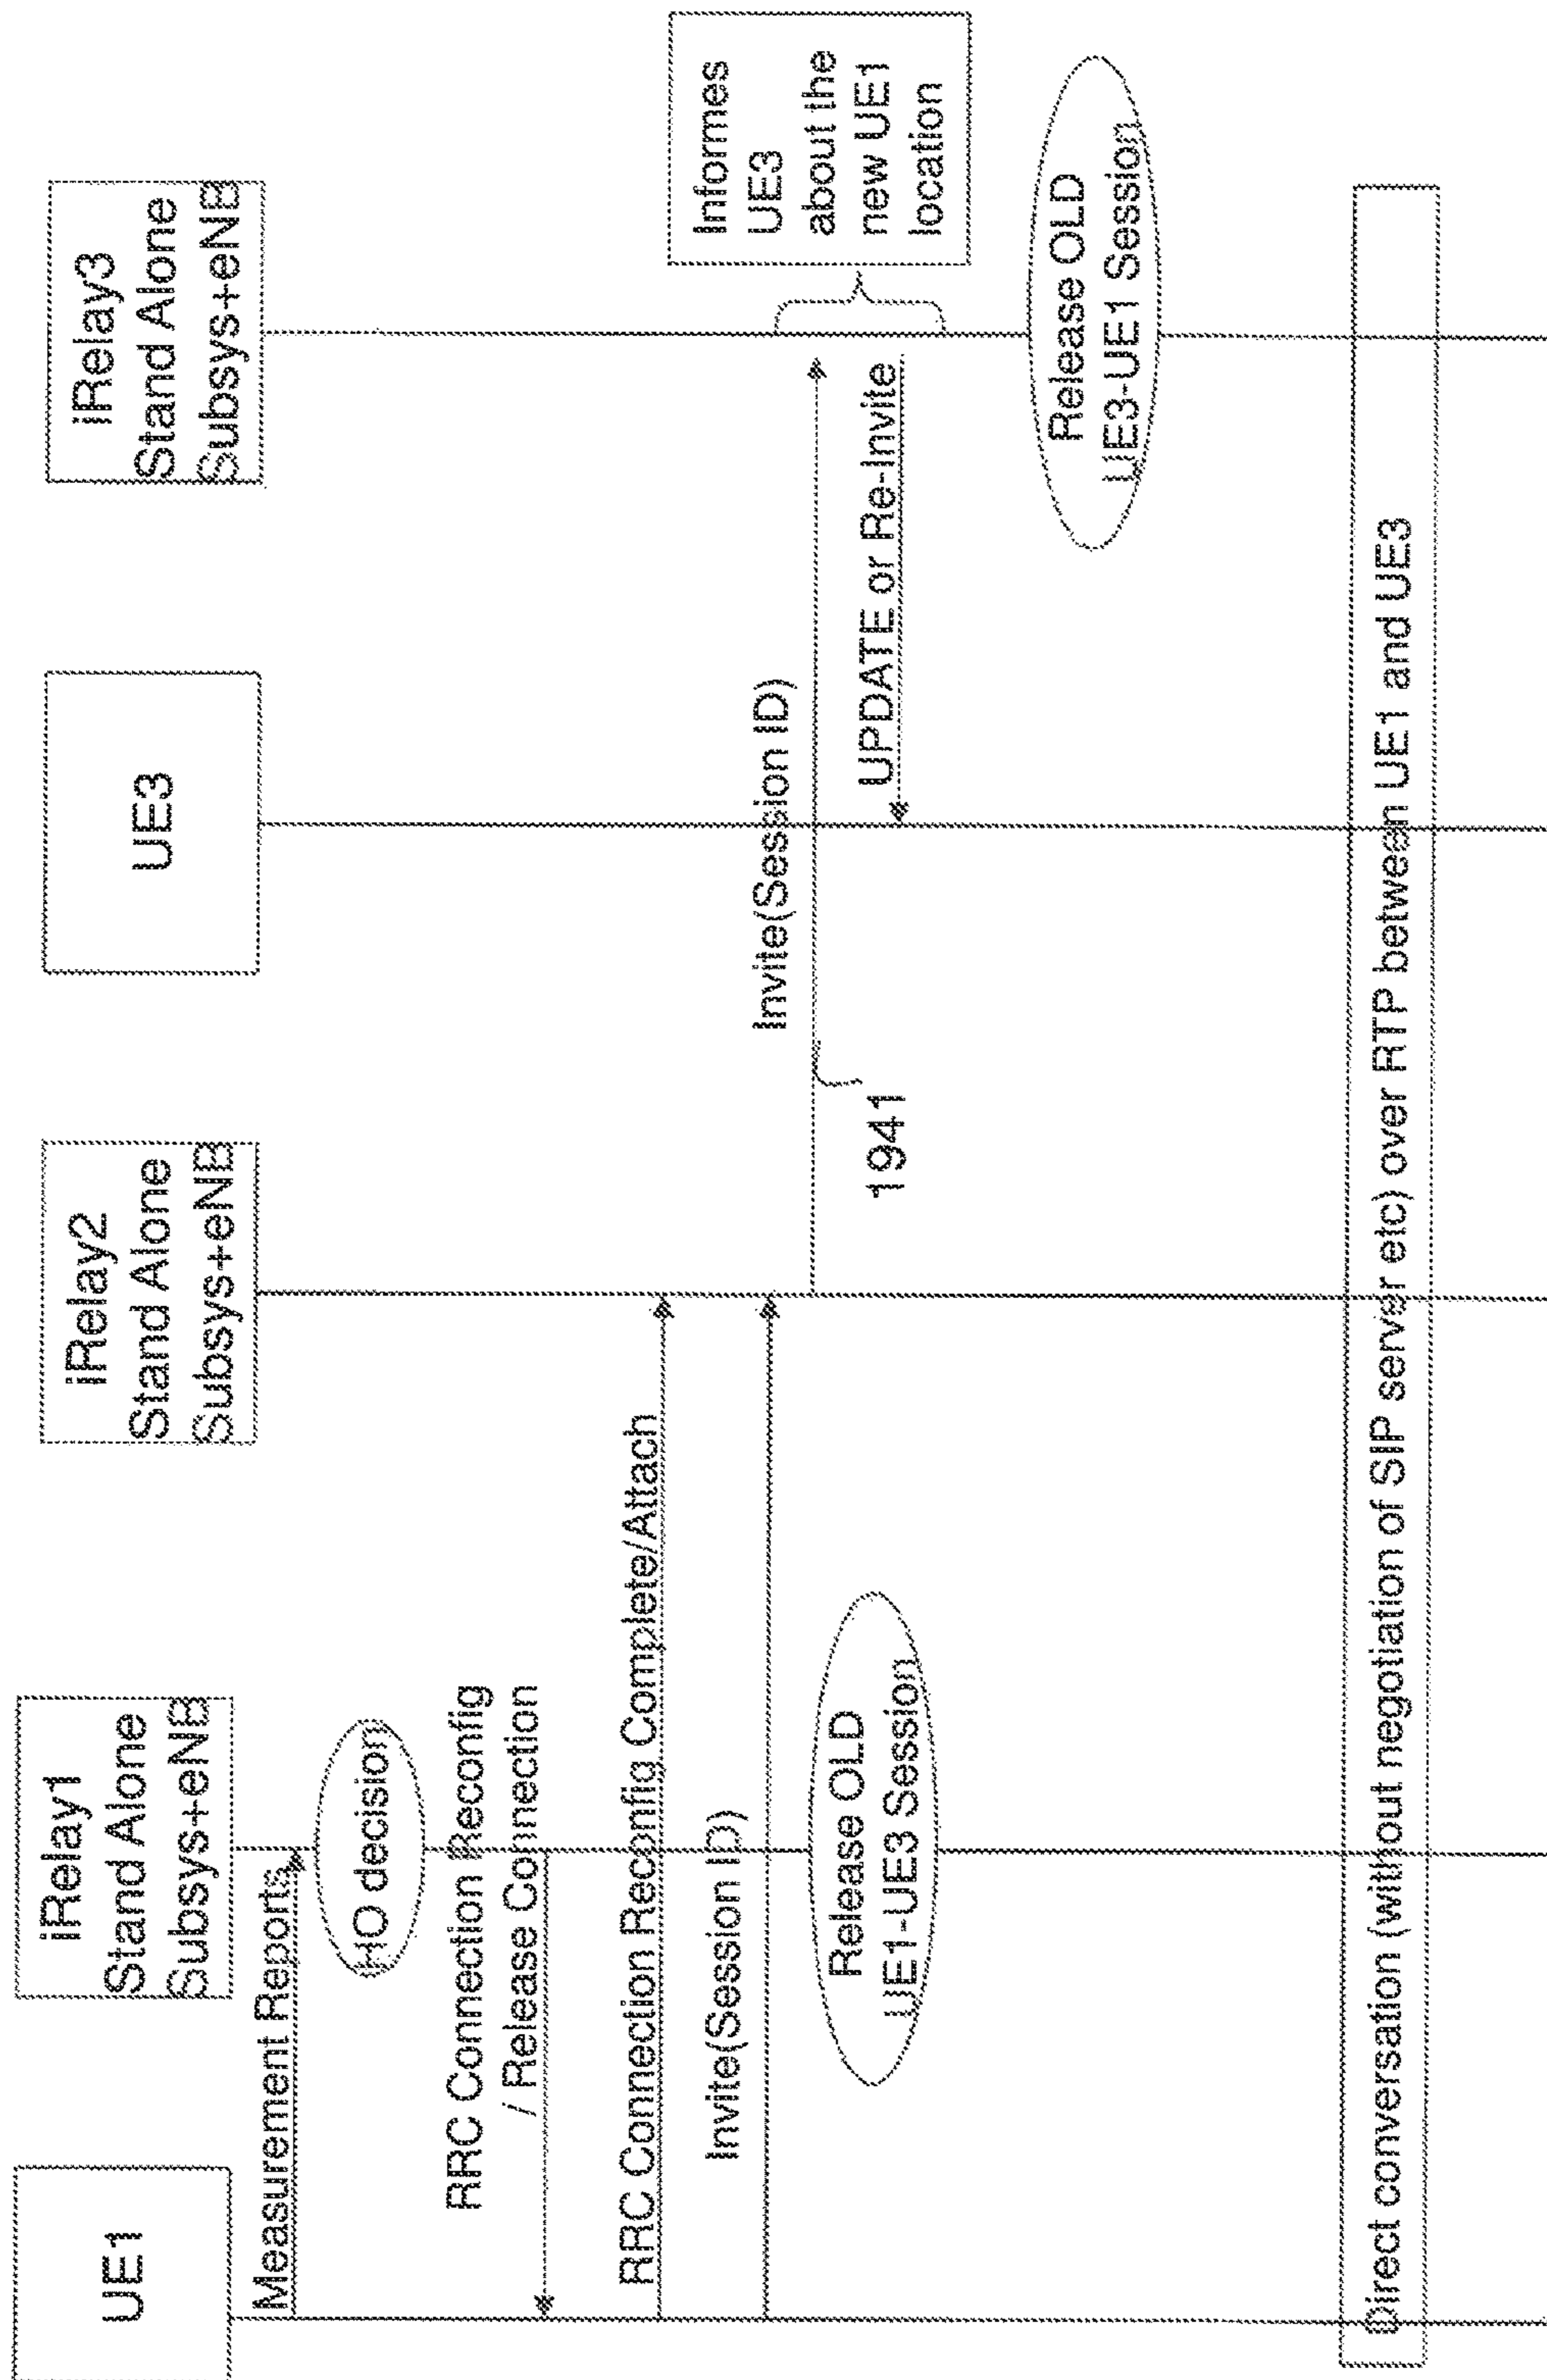 UE1
iRelay1
Stand Alone
Subsys+eNB
iRelay2
Stand Alone
Subsys+eNB
UE3
iRelay3
Stand Alone
Subsys+eNB
Measurement Reports
HO decision
RRC Connection Reconfig
/ Release Connection
RRC Connection Reconfig Complete/Attach
Invite(Session ID)
Invite(Session ID)
1941
Informes
UE3
about the
new UE1
location
UPDATE or Re-Invite
Release OLD
UE1-UE3 Session
Release OLD
UE3-UE1 Session
Direct conversation (without negotiation of SIP server etc) over RTP between UE1 and UE3